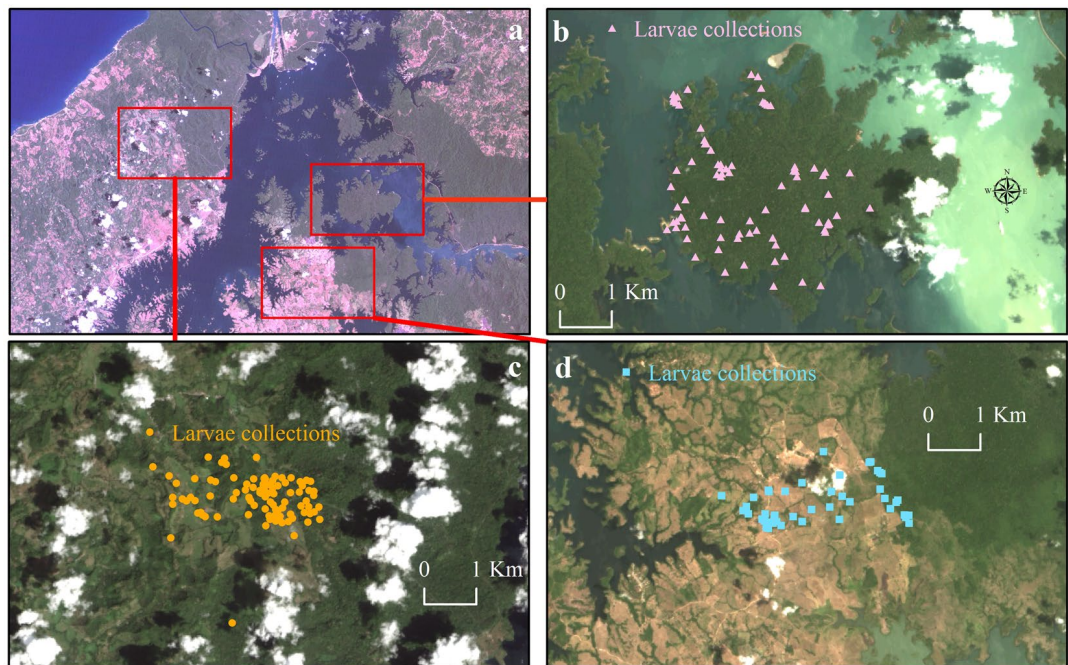 a
b
Larvae collections
N
W E
S
0 1 Km
c
Larvae collections
0 1 Km
d
Larvae collections
0 1 Km